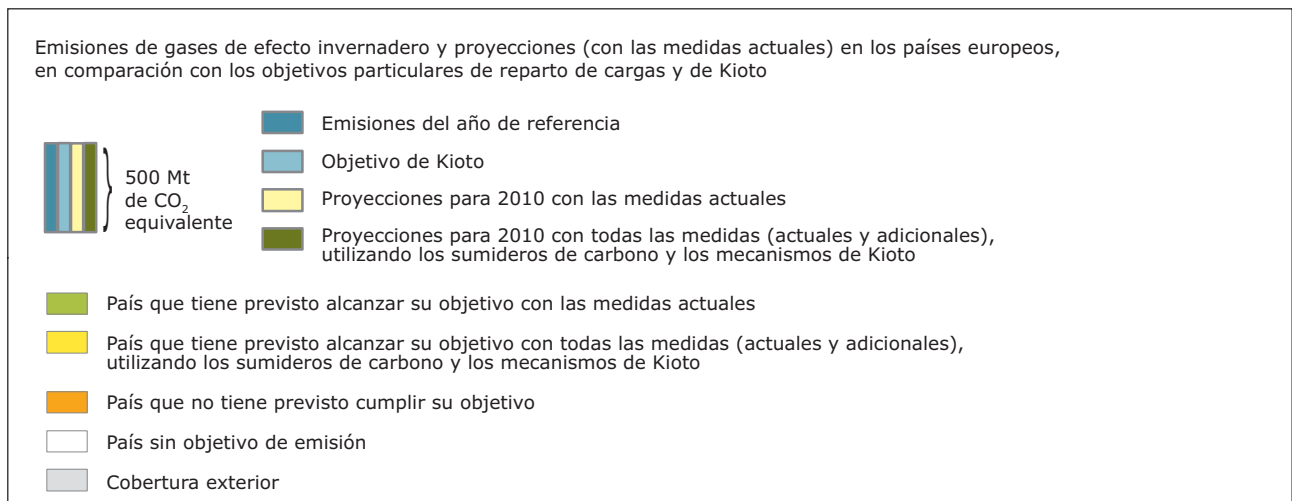 Emisiones de gases de efecto invernadero y proyecciones (con las medidas actuales) en los países europeos,
en comparación con los objetivos particulares de reparto de cargas y de Kioto
500 Mt
de CO₂
equivalente
Emisiones del año de referencia
Objetivo de Kioto
Proyecciones para 2010 con las medidas actuales
Proyecciones para 2010 con todas las medidas (actuales y adicionales),
utilizando los sumideros de carbono y los mecanismos de Kioto
País que tiene previsto alcanzar su objetivo con las medidas actuales
País que tiene previsto alcanzar su objetivo con todas las medidas (actuales y adicionales),
utilizando los sumideros de carbono y los mecanismos de Kioto
País que no tiene previsto cumplir su objetivo
País sin objetivo de emisión
Cobertura exterior